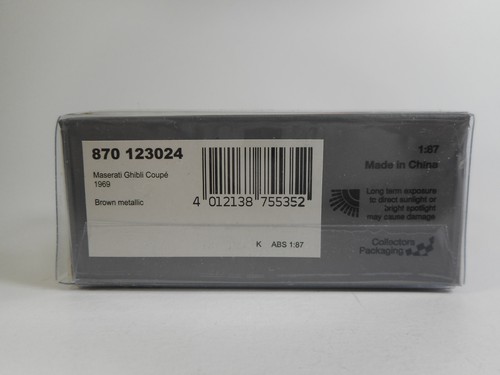 870 123024
Maserati Ghibli Coupé
1969
Brown metallic
4 012138 755352
K ABS 1:87
1:87
Made in China
Long term exposure
to direct sunlight or
bright spotlight
may cause damage
Collectors
Packaging